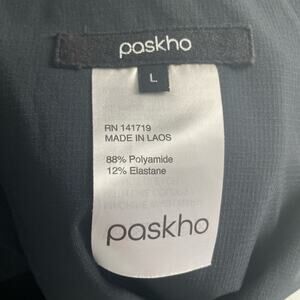 paskho
L
RN 141719
MADE IN LAOS
88% Polyamide
12% Elastane
paskho